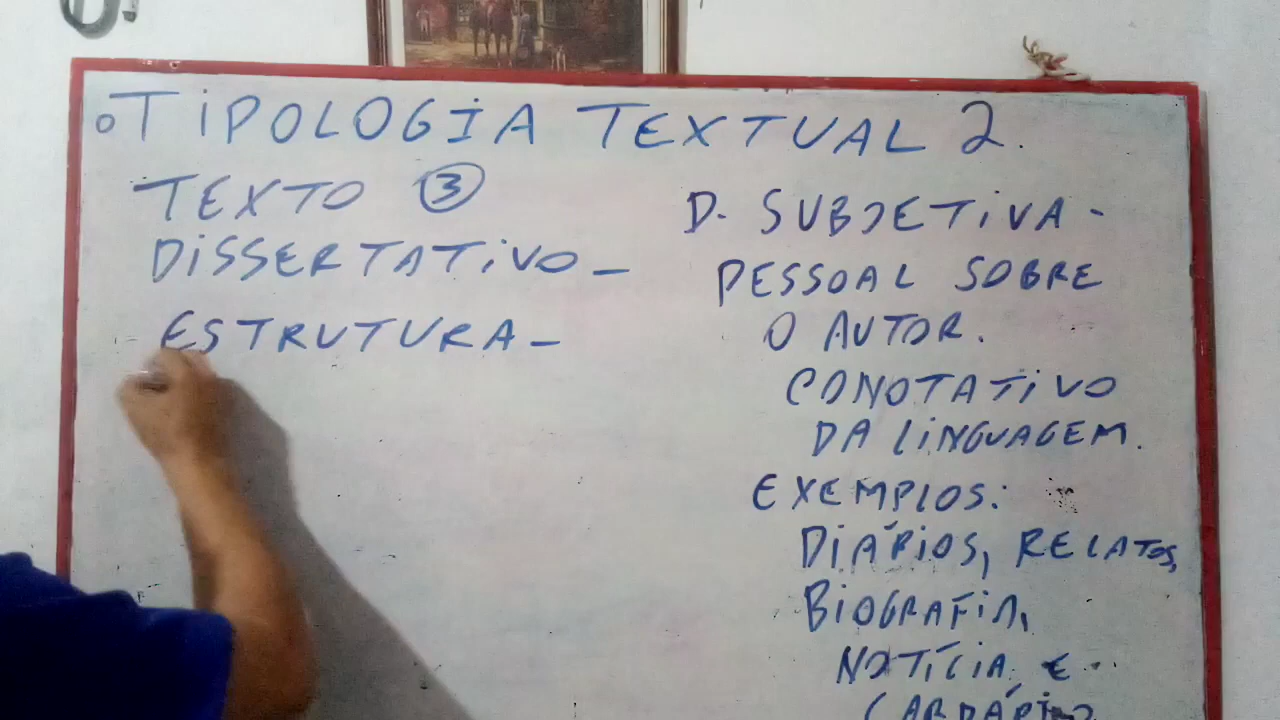 TIPOLOGIA TEXTUAL 2.
TEXTO ③
DISSERTATIVO -
ESTRUTURA -
D. SUBJETIVA -
PESSOAL SOBRE
O AUTOR.
CONOTATIVO
DA LINGUAGEM.
EXEMPLOS:
DIÁRIOS, RELATOS,
BIOGRAFIA,
NOTÍCIA E
CARDÁPIO